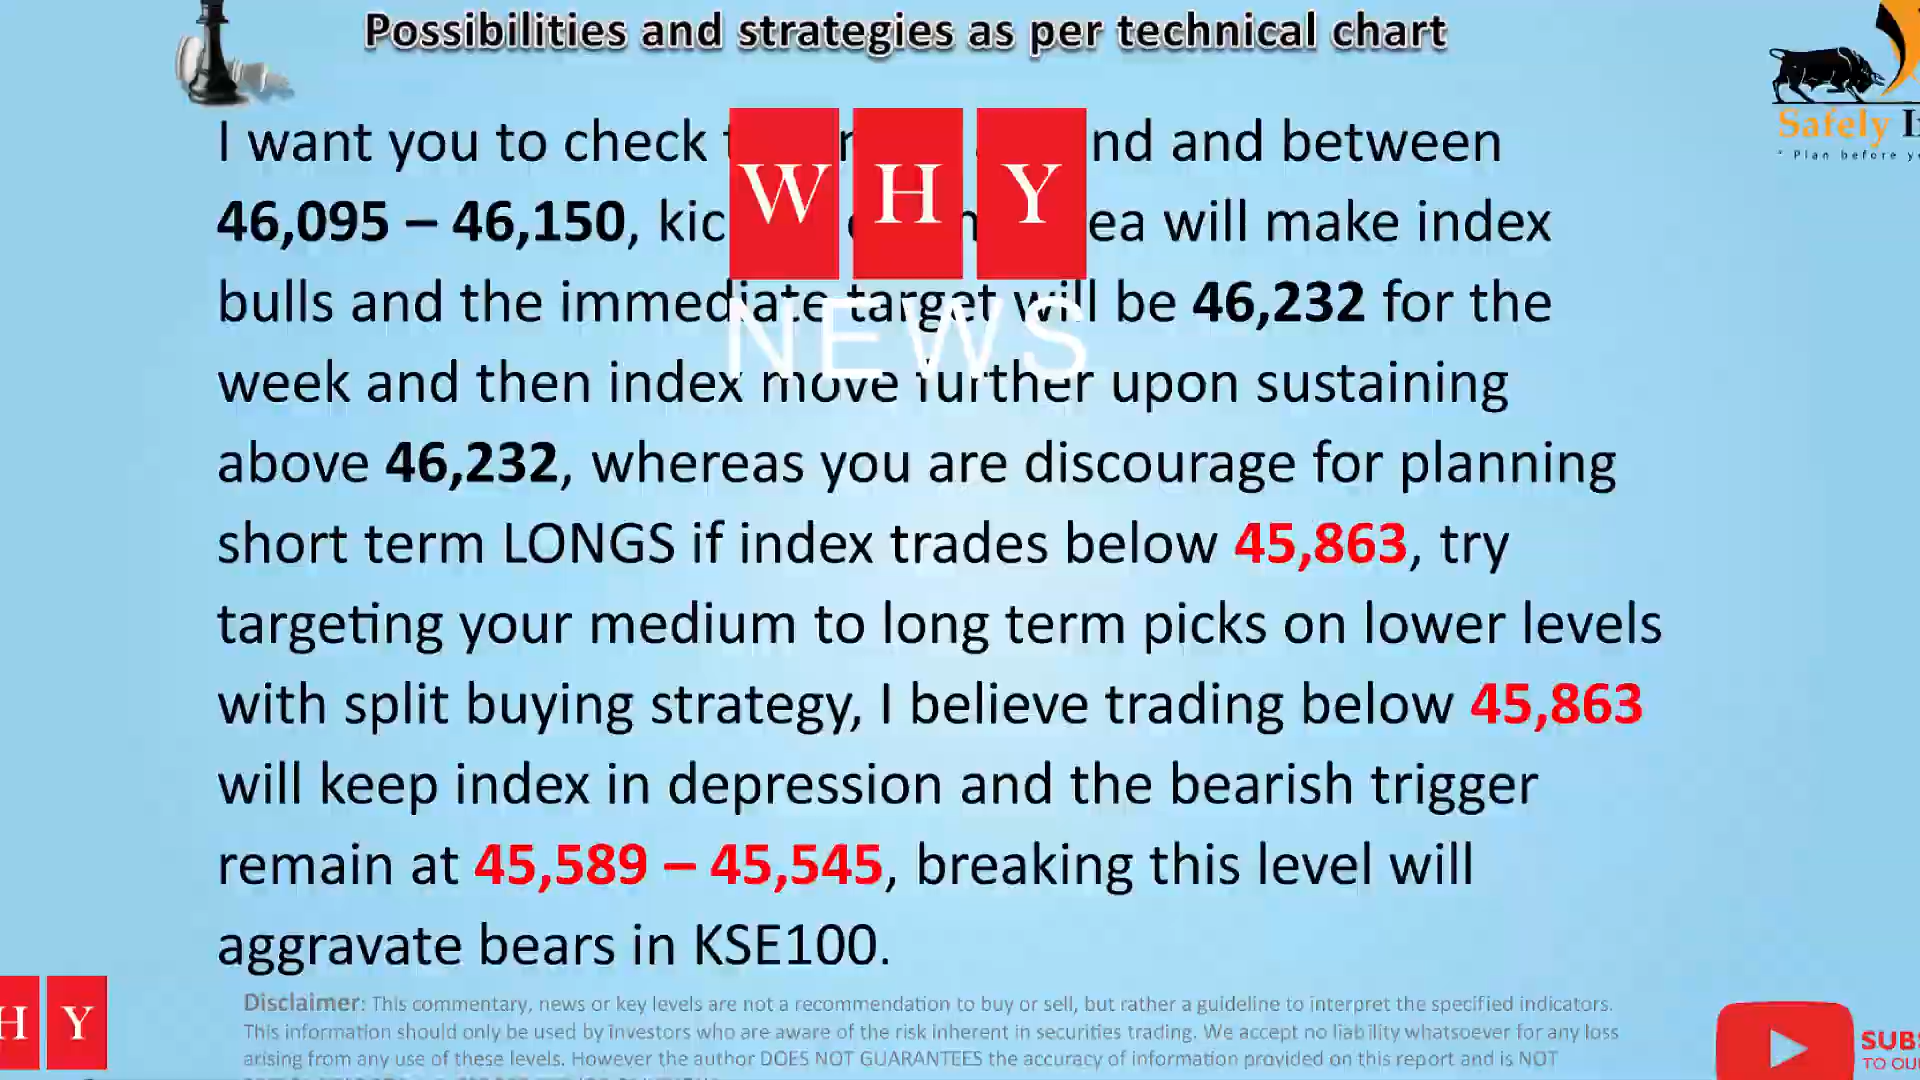 Possibilities and strategies as per technical chart
Safely
* Plan before
I want you to check and between
46,095 – 46,150, will make index
bulls and the immediate target will be 46,232 for the
week and then index move further upon sustaining
above 46,232, whereas you are discourage for planning
short term LONGS if index trades below 45,863, try
targeting your medium to long term picks on lower levels
with split buying strategy, I believe trading below 45,863
will keep index in depression and the bearish trigger
remain at 45,589 – 45,545, breaking this level will
aggravate bears in KSE100.
WHY
NEWS
Disclaimer: This commentary, news or key levels are not a recommendation to buy or sell, but rather a guideline to interpret the specified indicators.
This information should only be used by investors who are aware of the risk inherent in securities trading. We accept no liability whatsoever for any loss
arising from any use of these levels. However the author DOES NOT GUARANTEES the accuracy of information provided on this report and is NOT
H Y
SUBS
TO OU